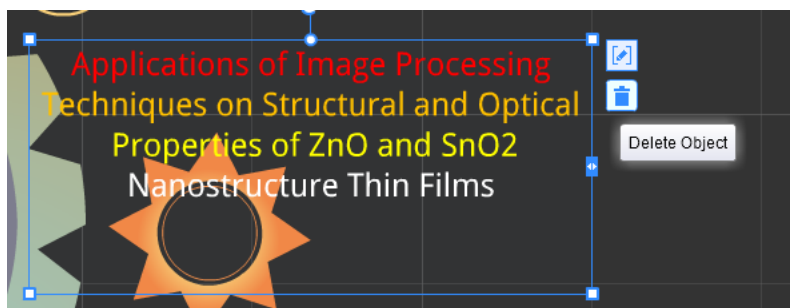 Applications of Image Processing
Techniques on Structural and Optical
Properties of ZnO and SnO2
Nanostructure Thin Films
Delete Object